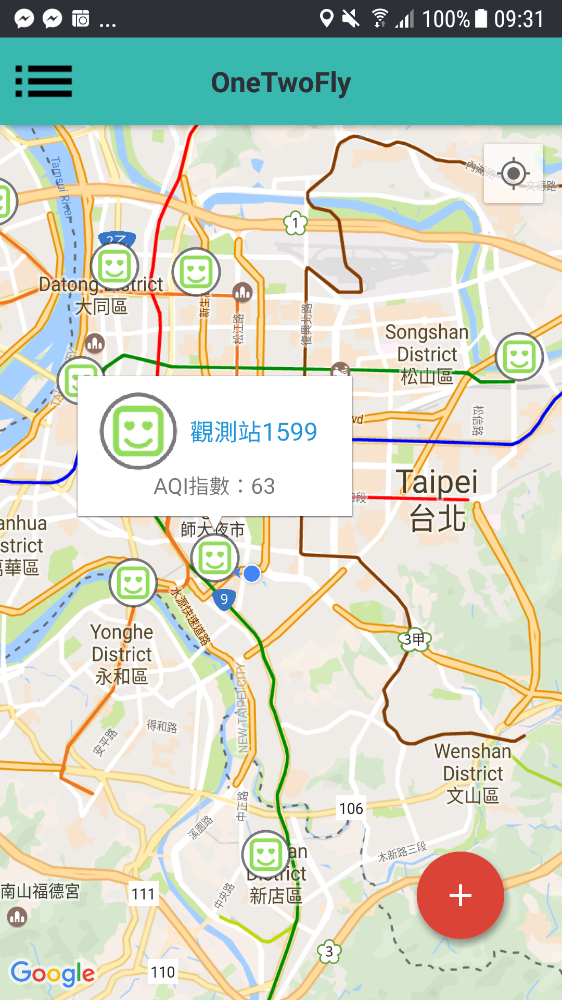 ...
100%
09:31
OneTwoFly
Tamsui River
內湖路
文德路
1
2乙
Datong District
大同區
新生高
松江路
復興北路
Songshan
District
松山區
松信路
vd
觀測站1599
AQI指數：63
Taipei
台北
四段
anhua
strict
萬華區
師大夜市
9
水源快速道路
Yonghe
District
永和區
3甲
NEW TAIPEI CITY
得和路
安平路
Wenshan
District
文山區
中正路
106
溪園路
木新路三段
an
District
新店區
南山福德宮
111
中央路
3
110
Google